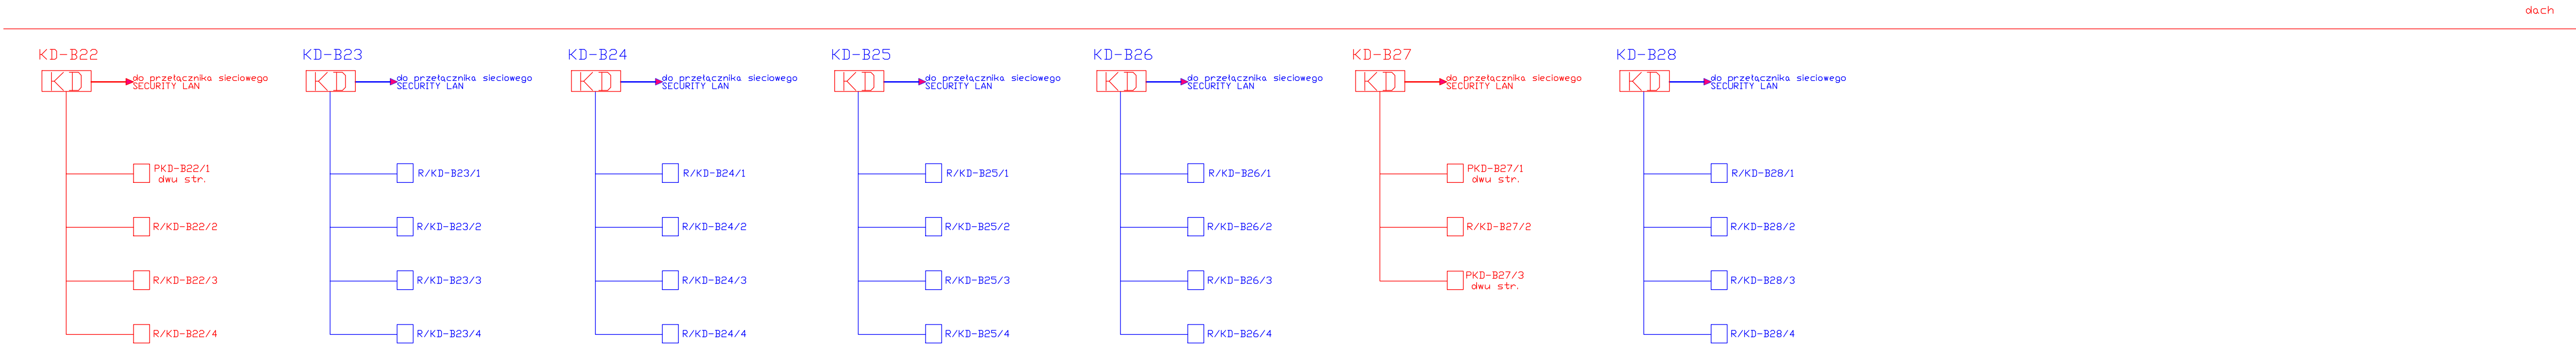 dach
KD-B22
KD
do przełącznika sieciowego
SECURITY LAN
PKD-B22/1
dwu str.
R/KD-B22/2
R/KD-B22/3
R/KD-B22/4
KD-B23
KD
do przełącznika sieciowego
SECURITY LAN
R/KD-B23/1
R/KD-B23/2
R/KD-B23/3
R/KD-B23/4
KD-B24
KD
do przełącznika sieciowego
SECURITY LAN
R/KD-B24/1
R/KD-B24/2
R/KD-B24/3
R/KD-B24/4
KD-B25
KD
do przełącznika sieciowego
SECURITY LAN
R/KD-B25/1
R/KD-B25/2
R/KD-B25/3
R/KD-B25/4
KD-B26
KD
do przełącznika sieciowego
SECURITY LAN
R/KD-B26/1
R/KD-B26/2
R/KD-B26/3
R/KD-B26/4
KD-B27
KD
do przełącznika sieciowego
SECURITY LAN
PKD-B27/1
dwu str.
R/KD-B27/2
PKD-B27/3
dwu str.
KD-B28
KD
do przełącznika sieciowego
SECURITY LAN
R/KD-B28/1
R/KD-B28/2
R/KD-B28/3
R/KD-B28/4